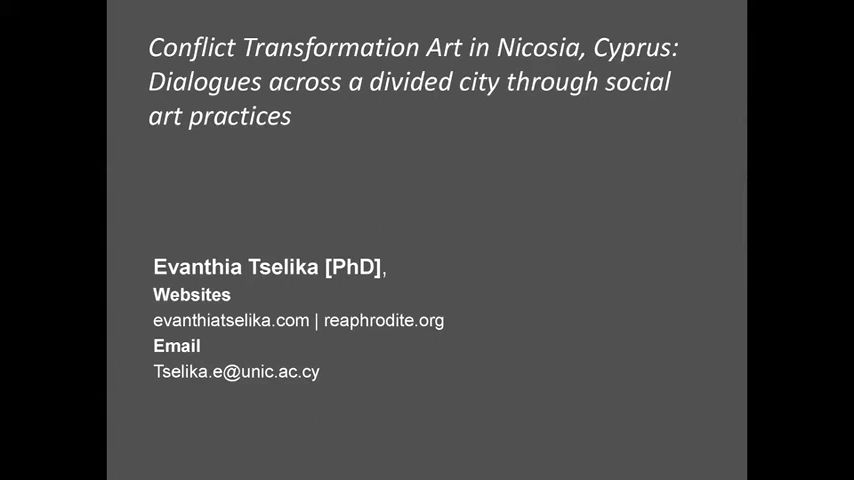 Conflict Transformation Art in Nicosia, Cyprus:
Dialogues across a divided city through social
art practices
Evanthia Tselika [PhD],
Websites
evanthiatselika.com | reaphrodite.org
Email
Tselika.e@unic.ac.cy